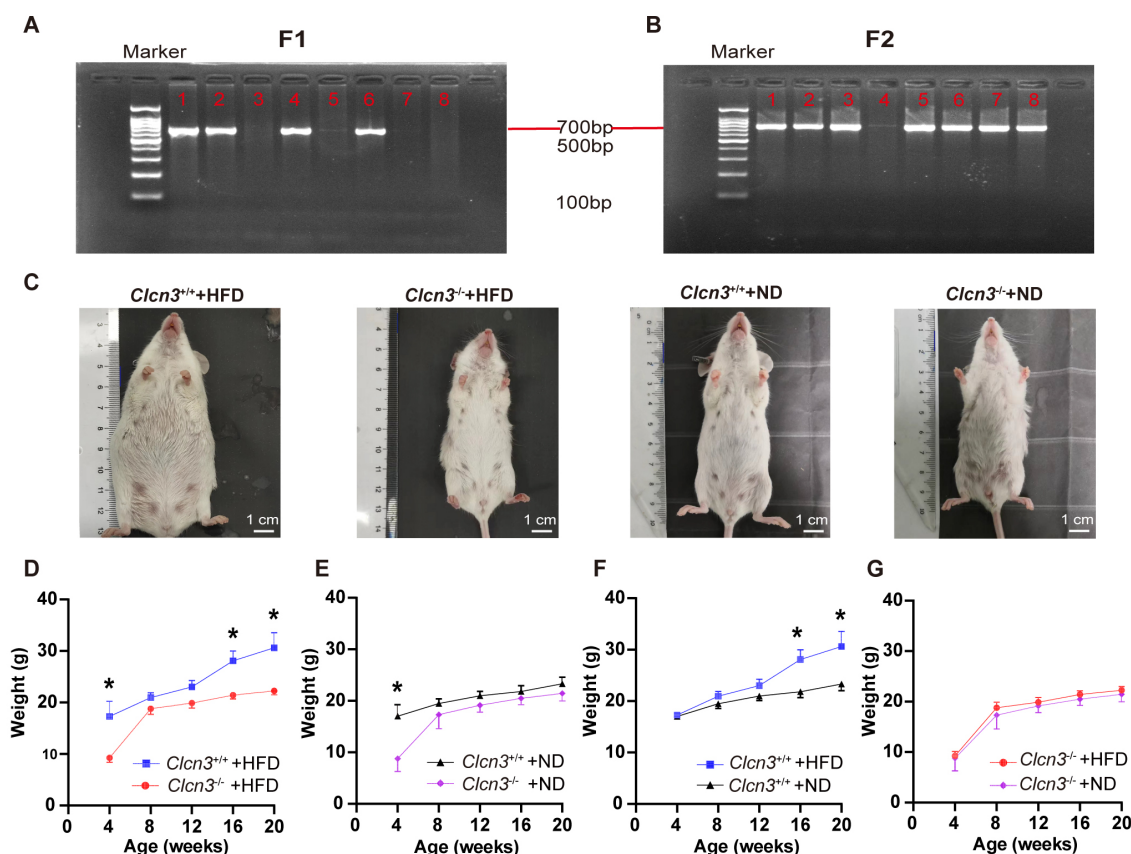 A
F1
Marker
1 2 3 4 5 6 7 8
700bp
500bp
100bp
B
F2
Marker
1 2 3 4 5 6 7 8
C
Clcn3+/++HFD
Clcn3-/-+HFD
Clcn3+/++ND
Clcn3-/-+ND
1 cm
1 cm
1 cm
1 cm
D
Weight (g)
40
30
20
10
0
* * *
Clcn3+/+ +HFD
Clcn3-/- +HFD
0 4 8 12 16 20
Age (weeks)
E
Weight (g)
40
30
20
10
0
*
Clcn3+/+ +ND
Clcn3-/- +ND
0 4 8 12 16 20
Age (weeks)
F
Weight (g)
40
30
20
10
0
* *
Clcn3+/+ +HFD
Clcn3+/+ +ND
0 4 8 12 16 20
Age (weeks)
G
Weight (g)
40
30
20
10
0
Clcn3-/- +HFD
Clcn3-/- +ND
0 4 8 12 16 20
Age (weeks)